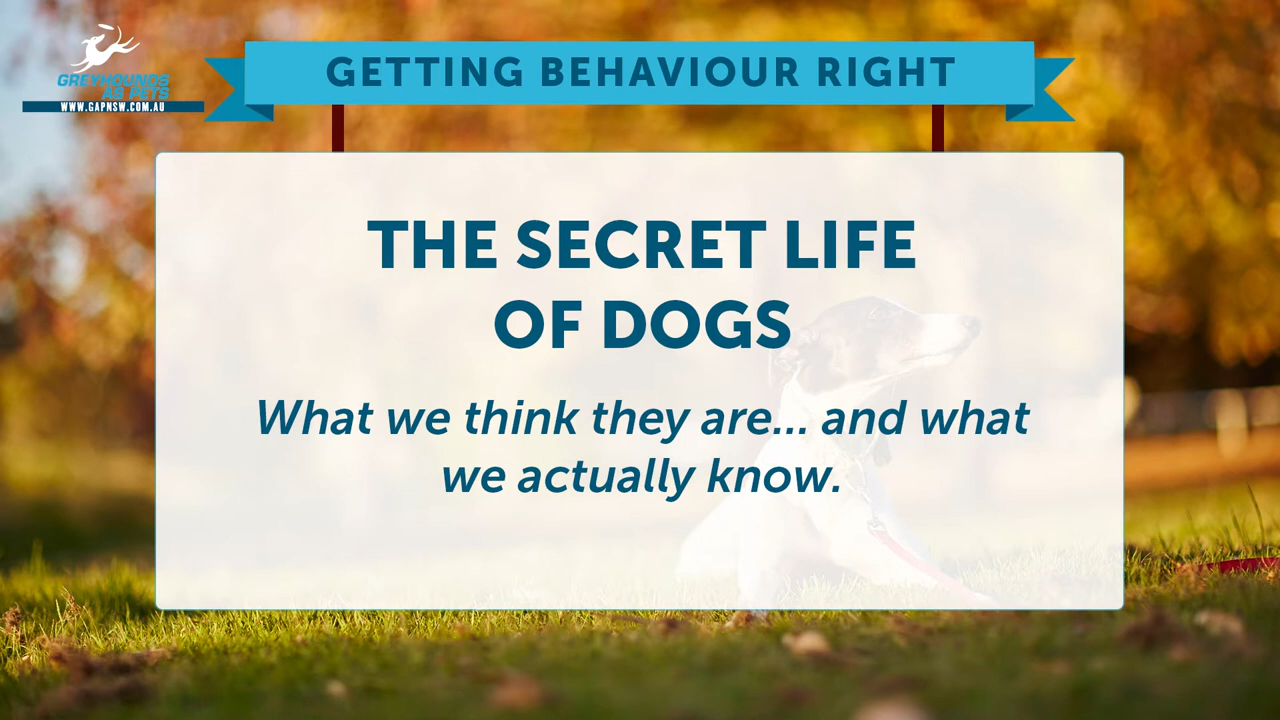 GREYHOUNDS
AS PETS
WWW.GAPNSW.COM.AU
GETTING BEHAVIOUR RIGHT
THE SECRET LIFE
OF DOGS
What we think they are... and what
we actually know.